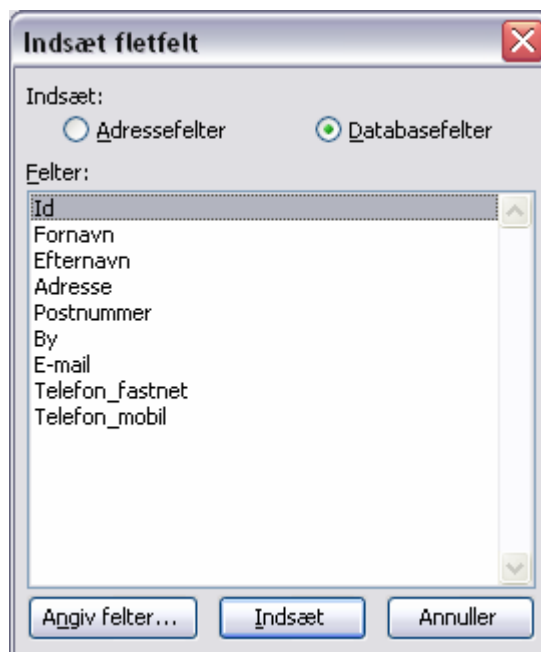 Indsæt fletfelt
Indsæt:
Adressefelter Databasefelter
Felter:
Id
Fornavn
Efternavn
Adresse
Postnummer
By
E-mail
Telefon_fastnet
Telefon_mobil
Angiv felter... Indsæt Annuller